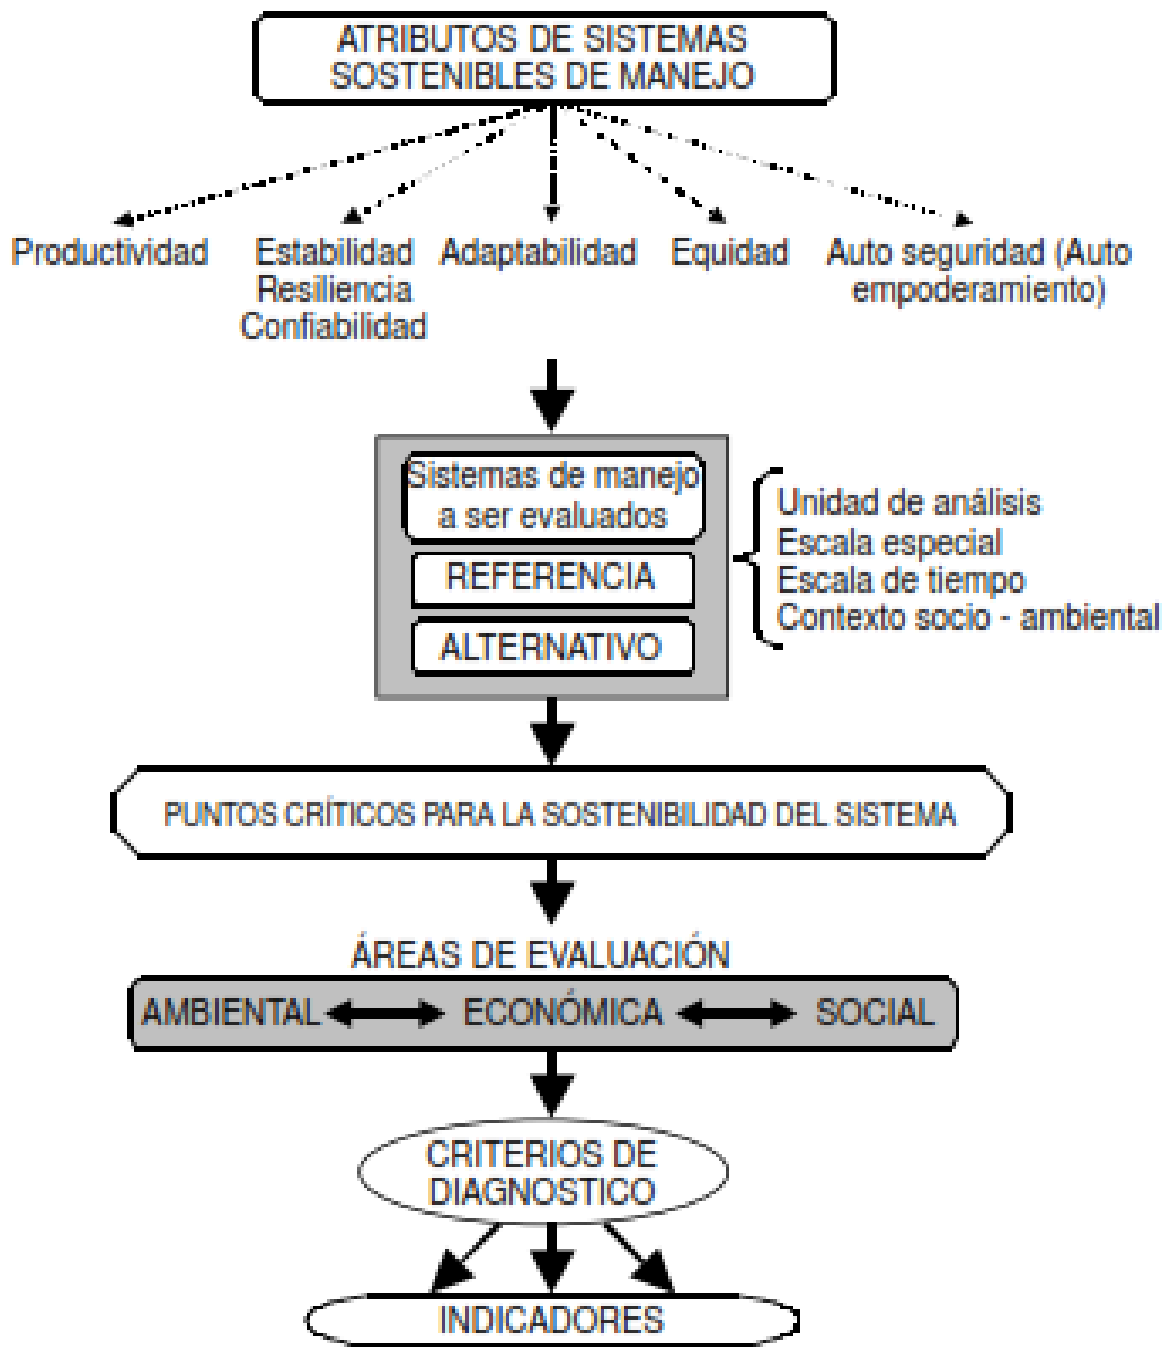 ATRIBUTOS DE SISTEMAS
SOSTENIBLES DE MANEJO
Productividad
Estabilidad
Resiliencia
Confiabilidad
Adaptabilidad
Equidad
Auto seguridad (Auto
empoderamiento)
Sistemas de manejo
a ser evaluados
REFERENCIA
ALTERNATIVO
Unidad de análisis
Escala especial
Escala de tiempo
Contexto socio - ambiental
PUNTOS CRÍTICOS PARA LA SOSTENIBILIDAD DEL SISTEMA
ÁREAS DE EVALUACIÓN
AMBIENTAL ECONÓMICA SOCIAL
CRITERIOS DE
DIAGNOSTICO
INDICADORES